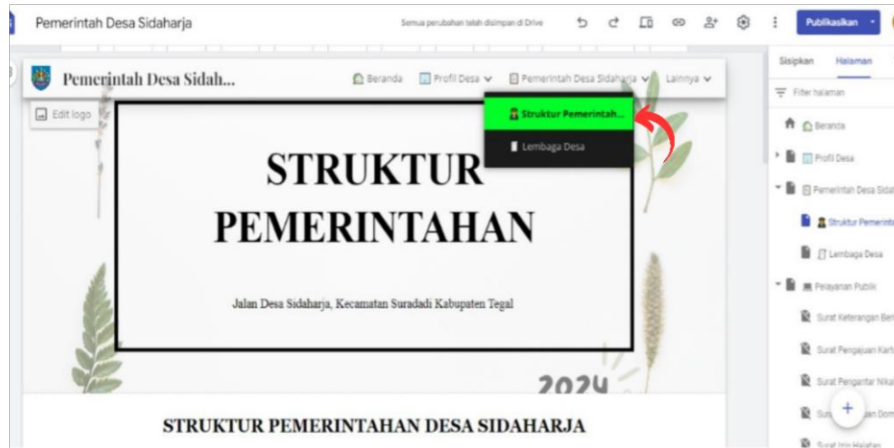 Pemerintah Desa Sidaharja
Semua perubahan telah disimpan di Drive
Publikasikan
Sisipkan
Halaman
Filter halaman
Pemerintah Desa Sidah...
Beranda
Profil Desa
Pemerintah Desa Sidaharja
Lainnya
Edit logo
Struktur Pemerintah...
Lembaga Desa
STRUKTUR
PEMERINTAHAN
Jalan Desa Sidaharja, Kecamatan Suradadi Kabupaten Tegal
2024
STRUKTUR PEMERINTAHAN DESA SIDAHARJA
Beranda
Profil Desa
Pemerintah Desa Sidah
Struktur Pemerinta
Lembaga Desa
Pelayanan Publik
Surat Keterangan Ber
Surat Pengajuan Kart
Surat Pengantar Nika